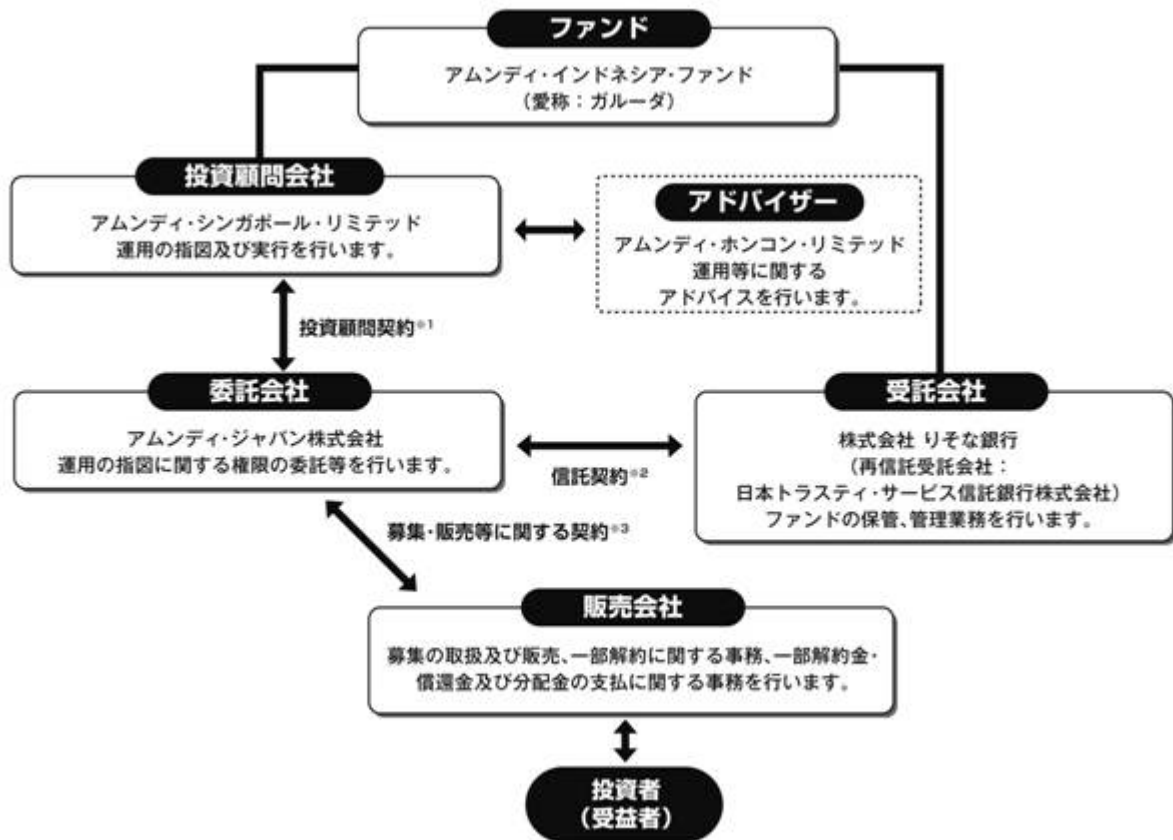 ファンド
アムンディ・インドネシア・ファンド
（愛称：ガルーダ）
投資顧問会社
アムンディ・シンガポール・リミテッド
運用の指図及び実行を行います。
アドバイザー
アムンディ・ホンコン・リミテッド
運用等に関する
アドバイスを行います。
投資顧問契約※1
委託会社
アムンディ・ジャパン株式会社
運用の指図に関する権限の委託等を行います。
信託契約※2
受託会社
株式会社 りそな銀行
（再信託受託会社：
日本トラスティ・サービス信託銀行株式会社）
ファンドの保管、管理業務を行います。
募集・販売等に関する契約※3
販売会社
募集の取扱及び販売、一部解約に関する事務、一部解約金・
償還金及び分配金の支払に関する事務を行います。
投資者
（受益者）